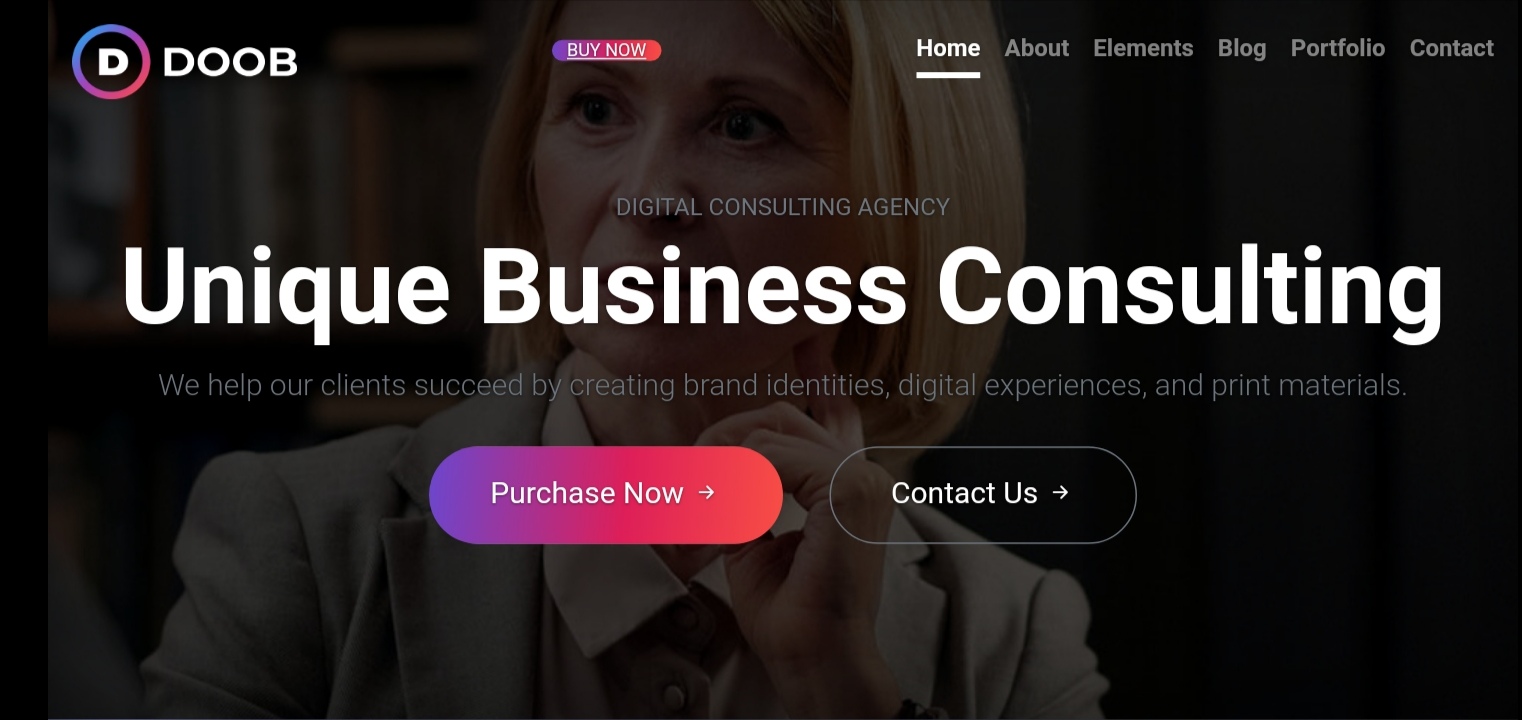 D DOOB
BUY NOW
Home About Elements Blog Portfolio Contact
DIGITAL CONSULTING AGENCY
Unique Business Consulting
We help our clients succeed by creating brand identities, digital experiences, and print materials.
Purchase Now →
Contact Us →